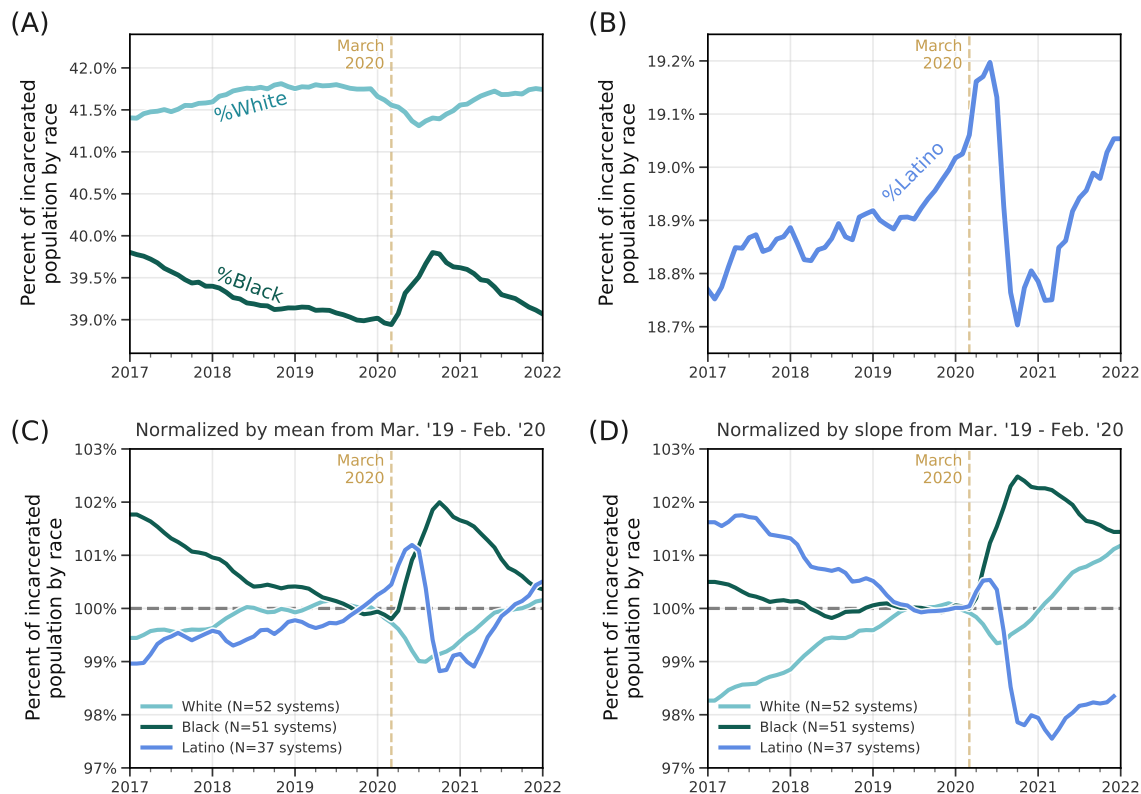 (A)
March
2020
42.0%
41.5%
41.0%
40.5%
40.0%
39.5%
39.0%
%White
%Black
Percent of incarcerated
population by race
2017 2018 2019 2020 2021 2022
(B)
March
2020
19.2%
19.1%
19.0%
18.9%
18.8%
18.7%
%Latino
Percent of incarcerated
population by race
2017 2018 2019 2020 2021 2022
(C)
Normalized by mean from Mar. '19 - Feb. '20
March
2020
103%
102%
101%
100%
99%
98%
97%
Percent of incarcerated
population by race
White (N=52 systems)
Black (N=51 systems)
Latino (N=37 systems)
2017 2018 2019 2020 2021 2022
(D)
Normalized by slope from Mar. '19 - Feb. '20
March
2020
103%
102%
101%
100%
99%
98%
97%
Percent of incarcerated
population by race
White (N=52 systems)
Black (N=51 systems)
Latino (N=37 systems)
2017 2018 2019 2020 2021 2022